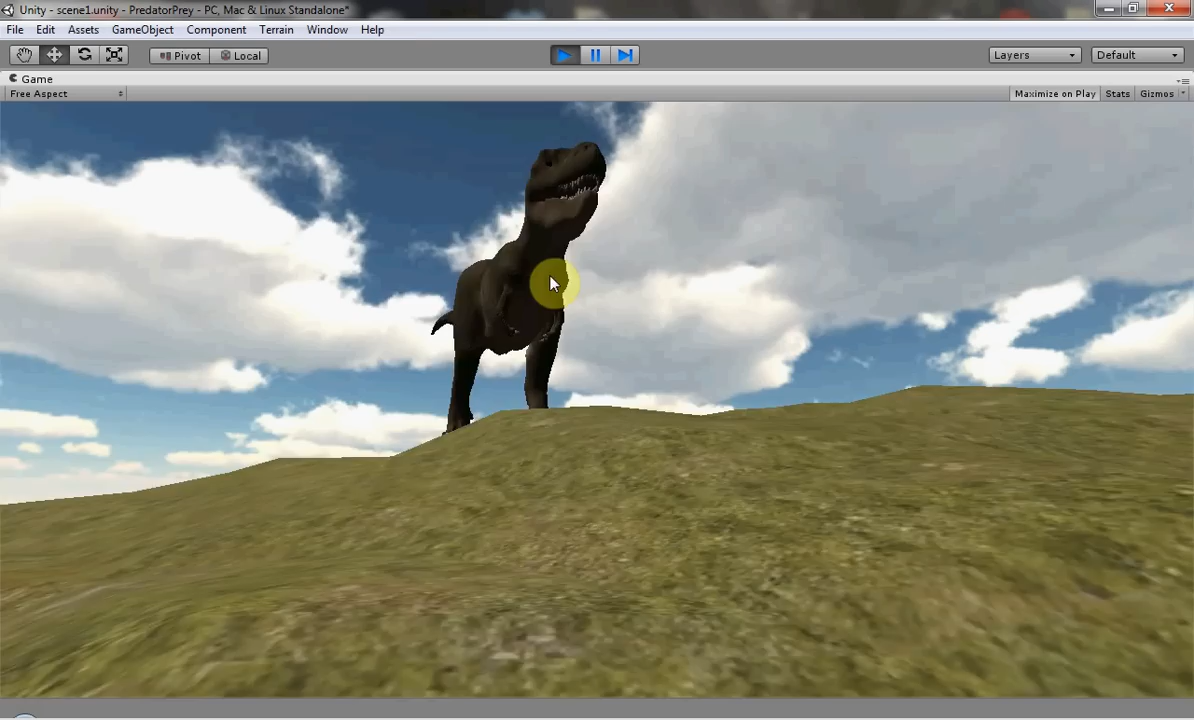 Unity - scene1.unity - PredatorPrey - PC, Mac & Linux Standalone*
File Edit Assets GameObject Component Terrain Window Help
Pivot Local Layers Default
Game
Free Aspect Maximize on Play Stats Gizmos